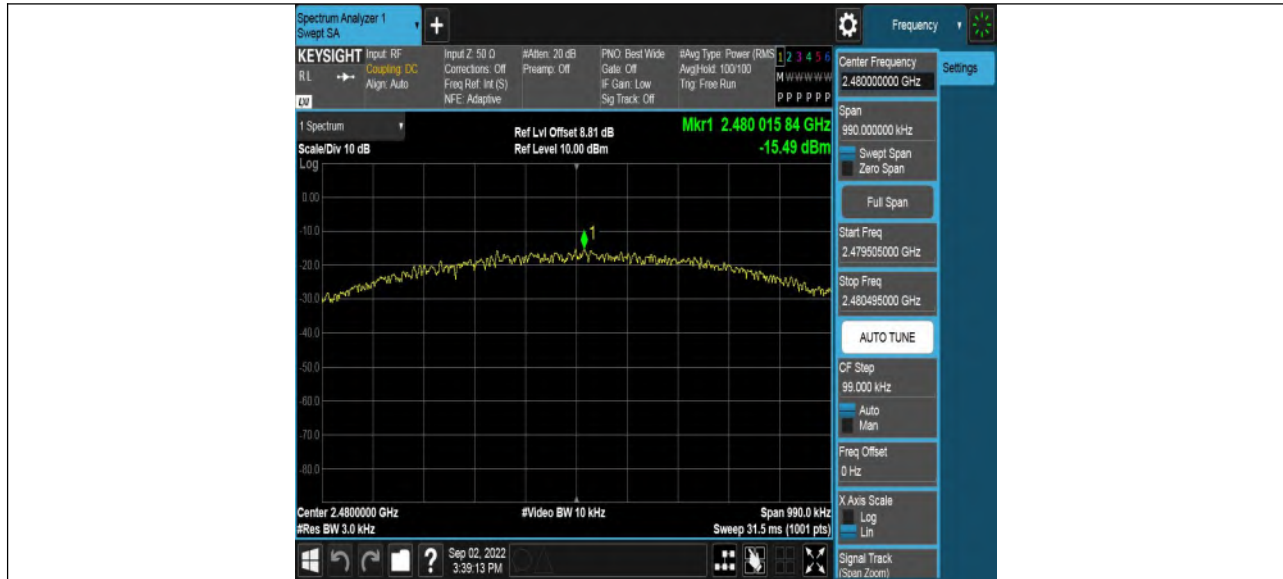 Spectrum Analyzer 1
Swept SA
+
Frequency
KEYSIGHT
RL
LXI
Input: RF
Coupling: DC
Align: Auto
Input Z: 50 Ω
Corrections: Off
Freq Ref: Int (S)
NFE: Adaptive
#Atten: 20 dB
Preamp: Off
PNO: Best Wide
Gate: Off
IF Gain: Low
Sig Track: Off
#Avg Type: Power (RMS
Avg|Hold: 100/100
Trig: Free Run
1 2 3 4 5 6
M W W W W W
P P P P P P
1 Spectrum
Scale/Div 10 dB
Ref Lvl Offset 8.81 dB
Ref Level 10.00 dBm
Mkr1 2.480 015 84 GHz
-15.49 dBm
Log
0.00
-10.0
-20.0
-30.0
-40.0
-50.0
-60.0
-70.0
-80.0
1
Center 2.4800000 GHz
#Res BW 3.0 kHz
#Video BW 10 kHz
Span 990.0 kHz
Sweep 31.5 ms (1001 pts)
?
Sep 02, 2022
3:39:13 PM
Center Frequency
2.480000000 GHz
Settings
Span
990.000000 kHz
Swept Span
Zero Span
Full Span
Start Freq
2.479505000 GHz
Stop Freq
2.480495000 GHz
AUTO TUNE
CF Step
99.000 kHz
Auto
Man
Freq Offset
0 Hz
X Axis Scale
Log
Lin
Signal Track
(Span Zoom)